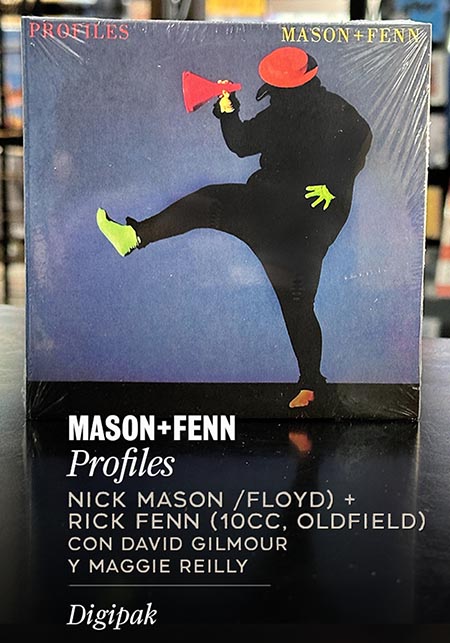 PROFILES
MASON+FENN
MASON+FENN
Profiles
NICK MASON /FLOYD) +
RICK FENN (10CC, OLDFIELD)
CON DAVID GILMOUR
Y MAGGIE REILLY
Digipak